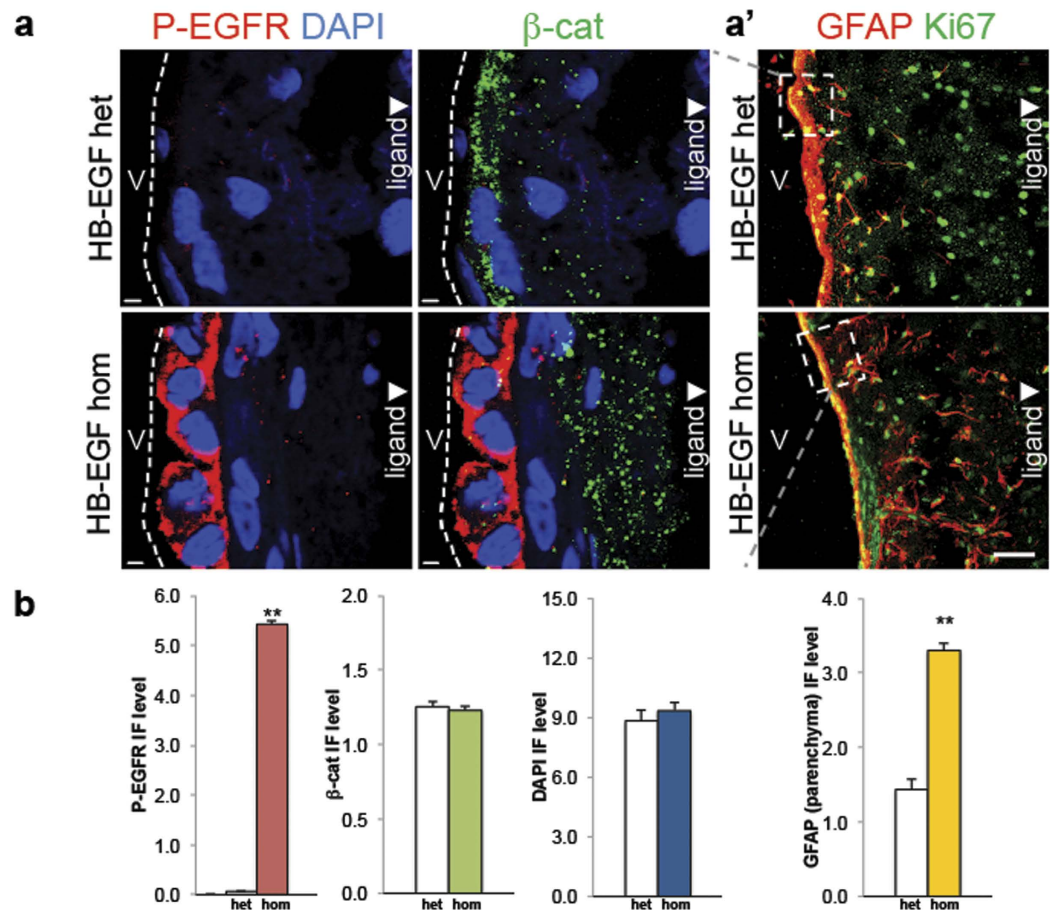 a
P-EGFR DAPI
β-cat
a’
GFAP Ki67
HB-EGF het
V
ligand
V
ligand
HB-EGF het
V
ligand
HB-EGF hom
V
ligand
V
ligand
HB-EGF hom
V
ligand
b
P-EGFR IF level
6.0
5.0
4.0
3.0
2.0
1.0
0.0
**
het hom
β-cat IF level
2.0
1.5
1.0
0.5
0.0
het hom
DAPI IF level
15.0
12.0
9.0
6.0
3.0
0.0
het hom
GFAP (parenchyma) IF level
4.0
3.0
2.0
1.0
0.0
**
het hom